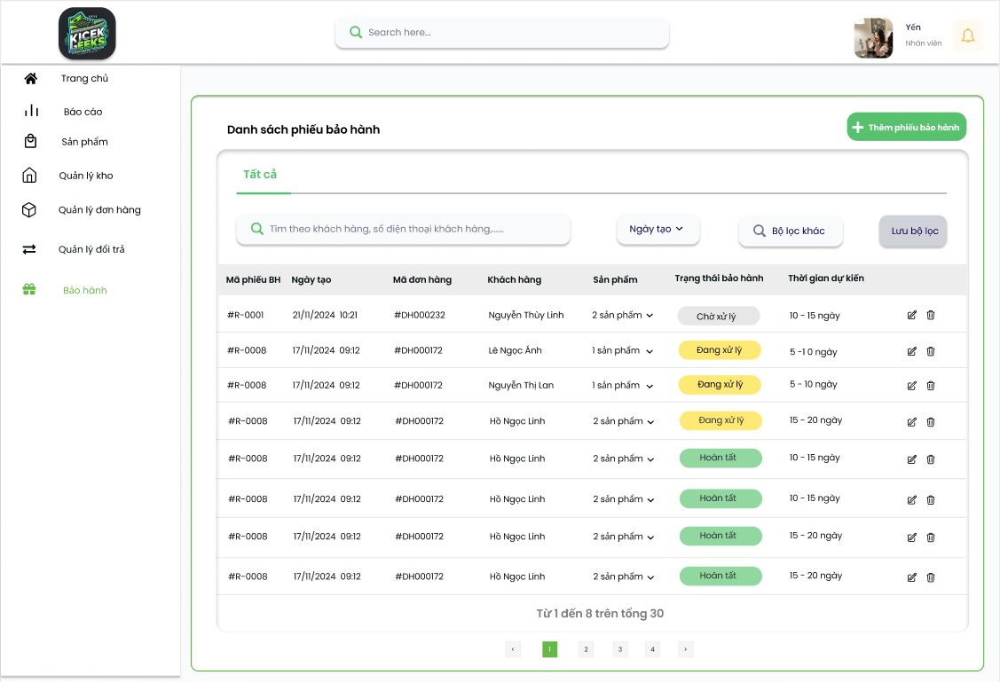 KICEK
GEEKS
Search here...
Yến
Nhân viên
Trang chủ
Báo cáo
Sản phẩm
Quản lý kho
Quản lý đơn hàng
Quản lý đổi trả
Bảo hành
Danh sách phiếu bảo hành
Thêm phiếu bảo hành
Tất cả
Tìm theo khách hàng, số điện thoại khách hàng,......
Ngày tạo
Bộ lọc khác
Lưu bộ lọc
Mã phiếu BH Ngày tạo Mã đơn hàng Khách hàng Sản phẩm Trạng thái bảo hành Thời gian dự kiến
#R-0001 21/11/2024 10:21 #DH000232 Nguyễn Thùy Linh 2 sản phẩm Chờ xử lý 10 - 15 ngày
#R-0008 17/11/2024 09:12 #DH000172 Lê Ngọc Ánh 1 sản phẩm Đang xử lý 5 -1 0 ngày
#R-0008 17/11/2024 09:12 #DH000172 Nguyễn Thị Lan 1 sản phẩm Đang xử lý 5 - 10 ngày
#R-0008 17/11/2024 09:12 #DH000172 Hồ Ngọc Linh 2 sản phẩm Đang xử lý 15 - 20 ngày
#R-0008 17/11/2024 09:12 #DH000172 Hồ Ngọc Linh 2 sản phẩm Hoàn tất 10 - 15 ngày
#R-0008 17/11/2024 09:12 #DH000172 Hồ Ngọc Linh 2 sản phẩm Hoàn tất 10 - 15 ngày
#R-0008 17/11/2024 09:12 #DH000172 Hồ Ngọc Linh 2 sản phẩm Hoàn tất 15 - 20 ngày
#R-0008 17/11/2024 09:12 #DH000172 Hồ Ngọc Linh 2 sản phẩm Hoàn tất 15 - 20 ngày
Từ 1 đến 8 trên tổng 30
‹ 1 2 3 4 ›